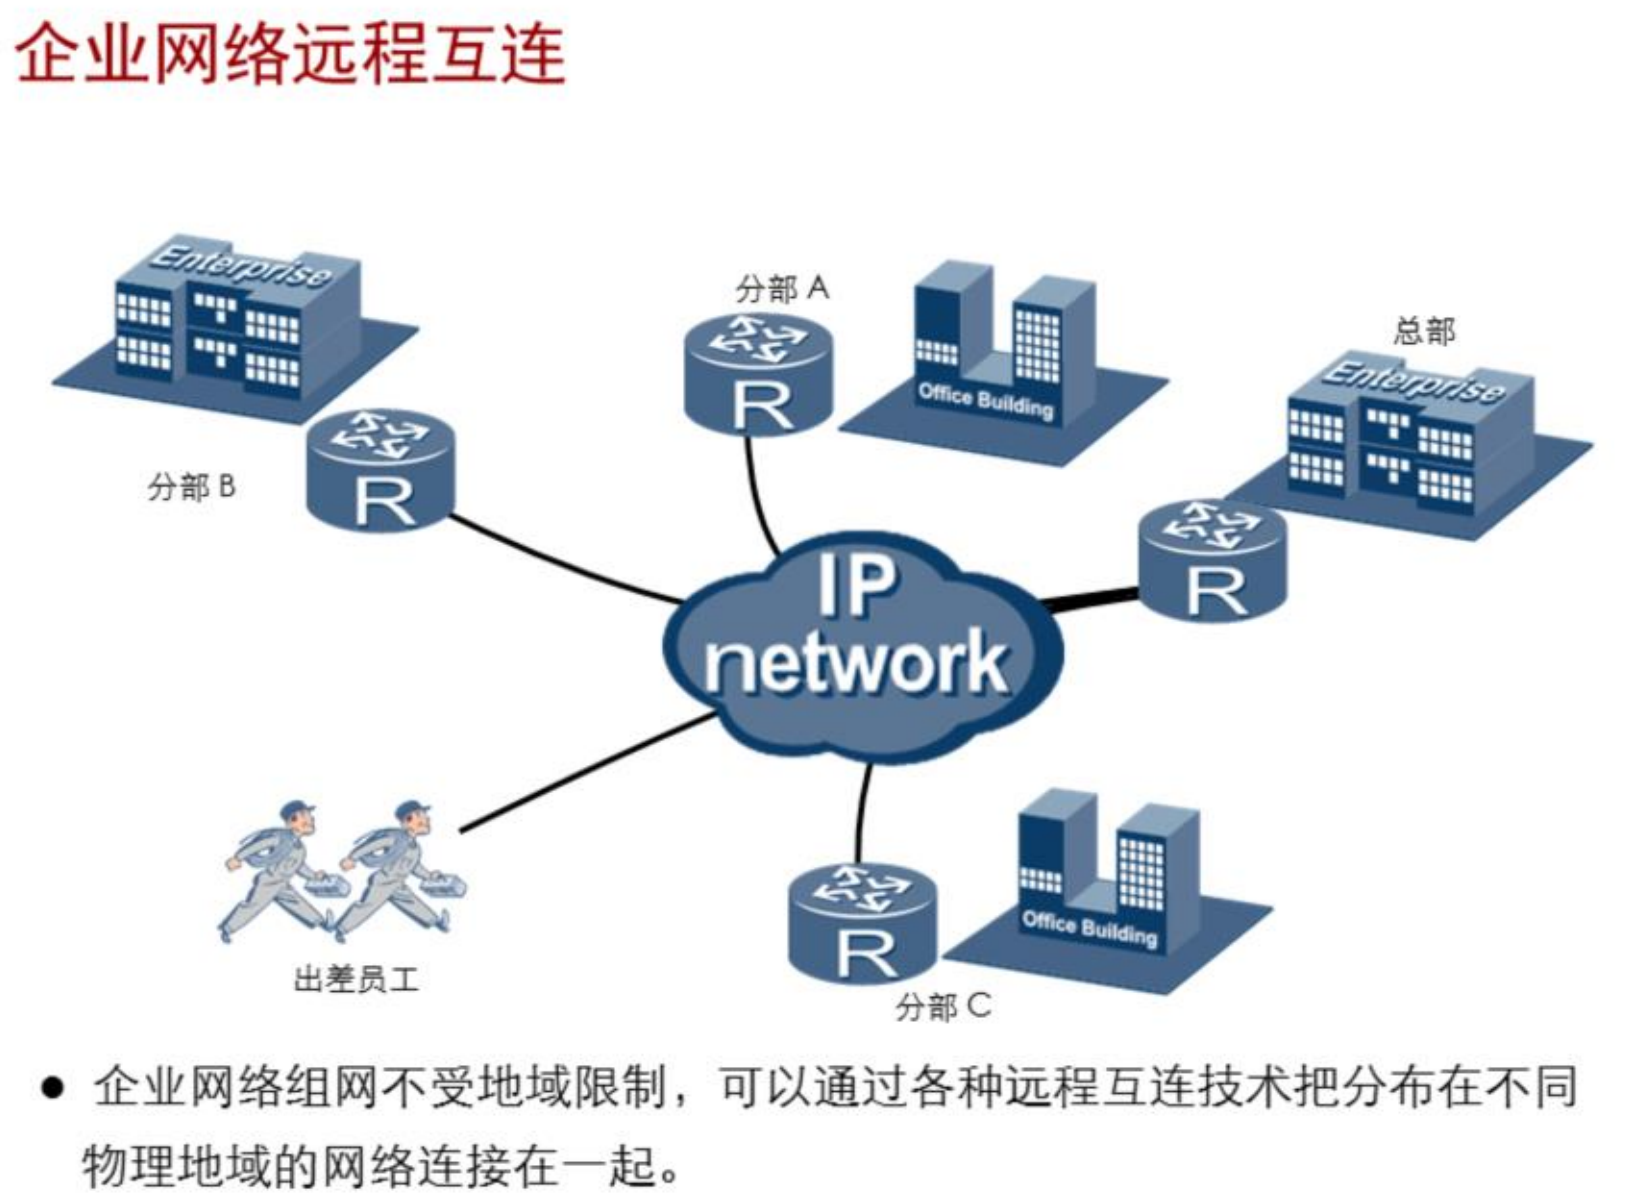 企业网络远程互连
Enterprise
分部 A
R
Office Building
总部
Enterprise
分部 B
R
R
IP
network
出差员工
Office Building
R
分部 C
● 企业网络组网不受地域限制，可以通过各种远程互连技术把分布在不同
物理地域的网络连接在一起。